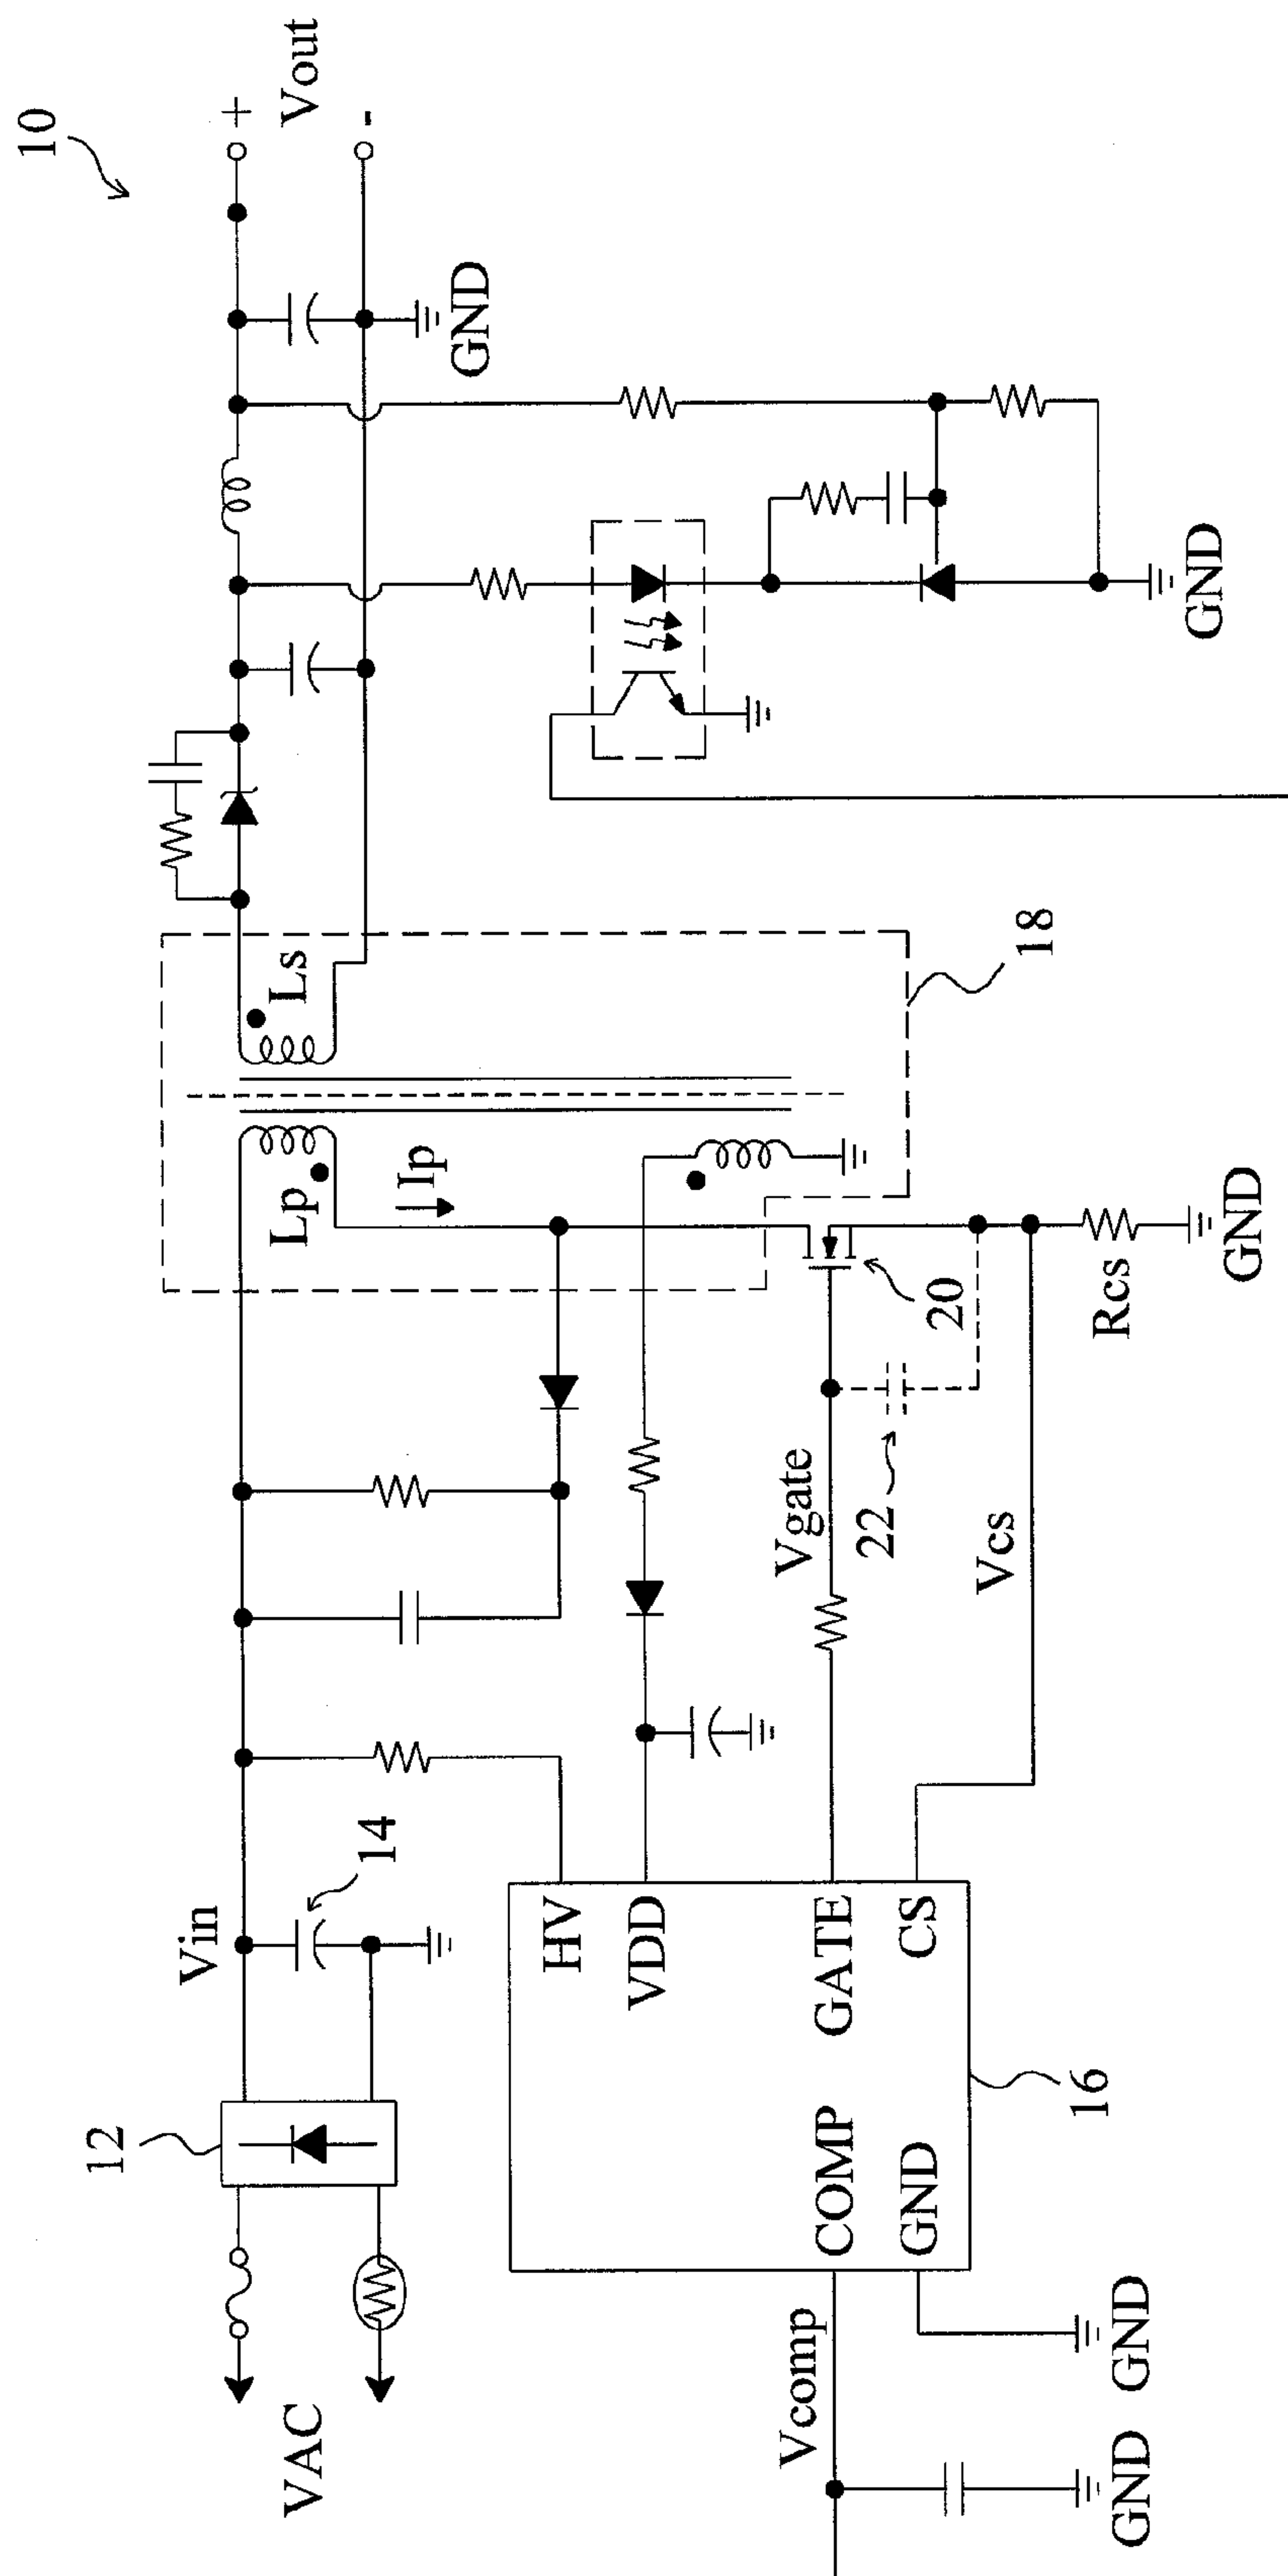 10
+
Vout
-
GND
Ls
18
Lp
Ip
20
Rcs
GND
GND
Vgate
22
Vcs
Vin
14
12
VAC
HV
VDD
GATE
CS
COMP
GND
16
Vcomp
GND
GND